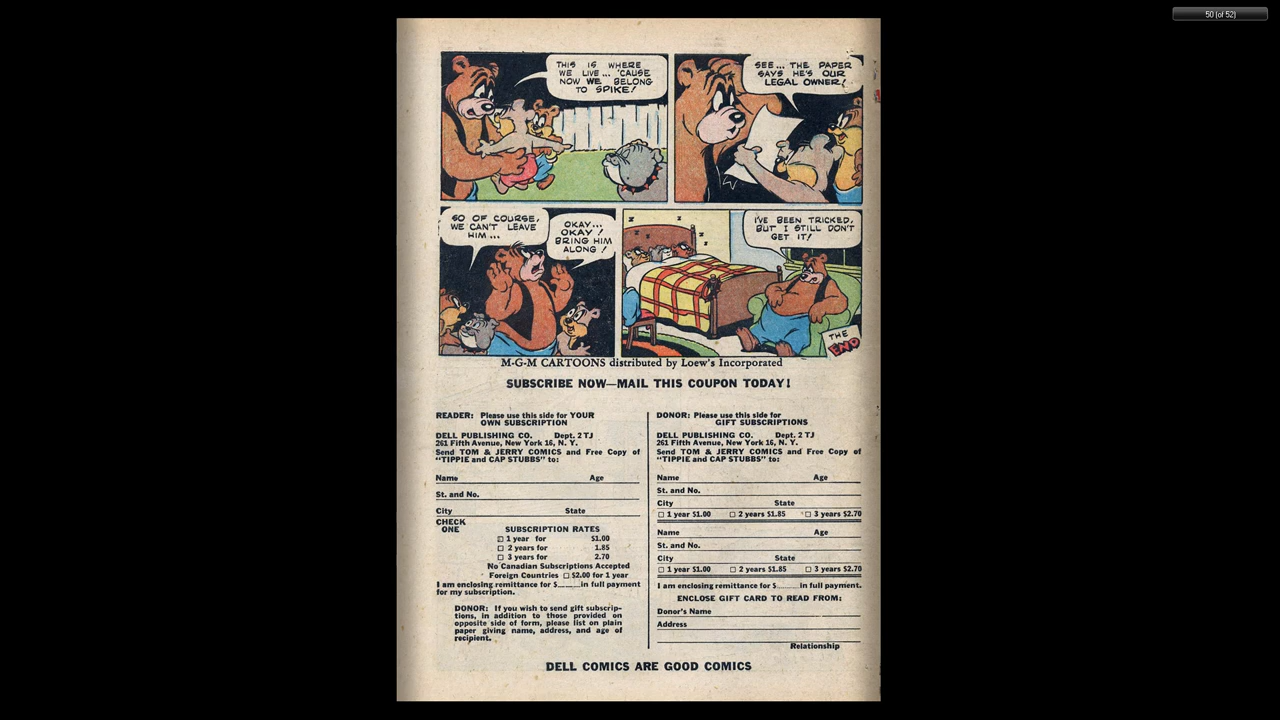 50 (of 52)
THIS IS WHERE
WE LIVE... 'CAUSE
NOW WE BELONG
TO SPIKE!
SEE... THE PAPER
SAYS HE'S OUR
LEGAL OWNER!
SO OF COURSE,
WE CAN'T LEAVE
HIM...
OKAY...
OKAY!
BRING HIM
ALONG!
Z
Z
Z
Z
Z
I'VE BEEN TRICKED,
BUT I STILL DON'T
GET IT!
THE
END
M-G-M CARTOONS distributed by Loew's Incorporated
SUBSCRIBE NOW—MAIL THIS COUPON TODAY!
READER: Please use this side for YOUR
OWN SUBSCRIPTION
DELL PUBLISHING CO. Dept. 2 TJ
261 Fifth Avenue, New York 16, N. Y.
Send TOM & JERRY COMICS and Free Copy of
"TIPPIE and CAP STUBBS" to:
Name Age
St. and No.
City State
CHECK
ONE
SUBSCRIPTION RATES
1 year for $1.00
2 years for 1.85
3 years for 2.70
No Canadian Subscriptions Accepted
Foreign Countries $2.00 for 1 year
I am enclosing remittance for $........in full payment
for my subscription.
DONOR: If you wish to send gift subscrip-
tions, in addition to those provided on
opposite side of form, please list on plain
paper giving name, address, and age of
recipient.
DONOR: Please use this side for
GIFT SUBSCRIPTIONS
DELL PUBLISHING CO. Dept. 2 TJ
261 Fifth Avenue, New York 16, N. Y.
Send TOM & JERRY COMICS and Free Copy of
"TIPPIE and CAP STUBBS" to:
Name Age
St. and No.
City State
1 year $1.00 2 years $1.85 3 years $2.70
Name Age
St. and No.
City State
1 year $1.00 2 years $1.85 3 years $2.70
I am enclosing remittance for $........in full payment.
ENCLOSE GIFT CARD TO READ FROM:
Donor's Name
Address
Relationship
DELL COMICS ARE GOOD COMICS